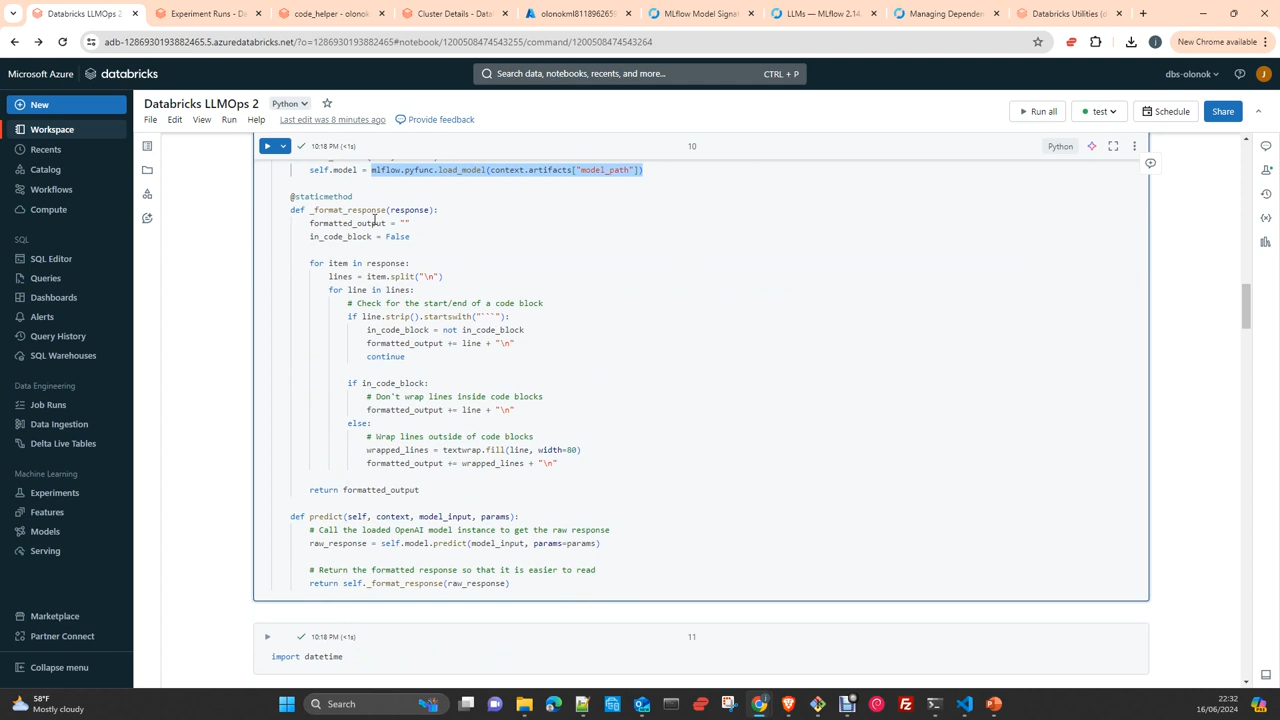 Databricks LLMOps 2
Experiment Runs - Da
code_helper - olonok
Cluster Details - Data
olonokml8118962659
MLflow Model Signat
LLMs — MLflow 2.14.
Managing Dependen
Databricks Utilities (d
adb-1286930193882465.5.azuredatabricks.net/?o=1286930193882465#notebook/1200508474543255/command/1200508474543264
New Chrome available
Microsoft Azure
databricks
Search data, notebooks, recents, and more...
CTRL + P
dbs-olonok
J
New
Workspace
Recents
Catalog
Workflows
Compute
SQL
SQL Editor
Queries
Dashboards
Alerts
Query History
SQL Warehouses
Data Engineering
Job Runs
Data Ingestion
Delta Live Tables
Machine Learning
Experiments
Features
Models
Serving
Marketplace
Partner Connect
Collapse menu
Databricks LLMOps 2
Python
File Edit View Run Help
Last edit was 8 minutes ago
Provide feedback
Run all
test
Schedule
Share
10:18 PM (<1s)
10
Python
self.model = mlflow.pyfunc.load_model(context.artifacts["model_path"])
@staticmethod
def _format_response(response):
formatted_output = ""
in_code_block = False
for item in response:
lines = item.split("\n")
for line in lines:
# Check for the start/end of a code block
if line.strip().startswith("```"):
in_code_block = not in_code_block
formatted_output += line + "\n"
continue
if in_code_block:
# Don't wrap lines inside code blocks
formatted_output += line + "\n"
else:
# Wrap lines outside of code blocks
wrapped_lines = textwrap.fill(line, width=80)
formatted_output += wrapped_lines + "\n"
return formatted_output
def predict(self, context, model_input, params):
# Call the loaded OpenAI model instance to get the raw response
raw_response = self.model.predict(model_input, params=params)
# Return the formatted response so that it is easier to read
return self._format_response(raw_response)
10:18 PM (<1s)
11
import datetime
58°F
Mostly cloudy
Search
22:32
16/06/2024